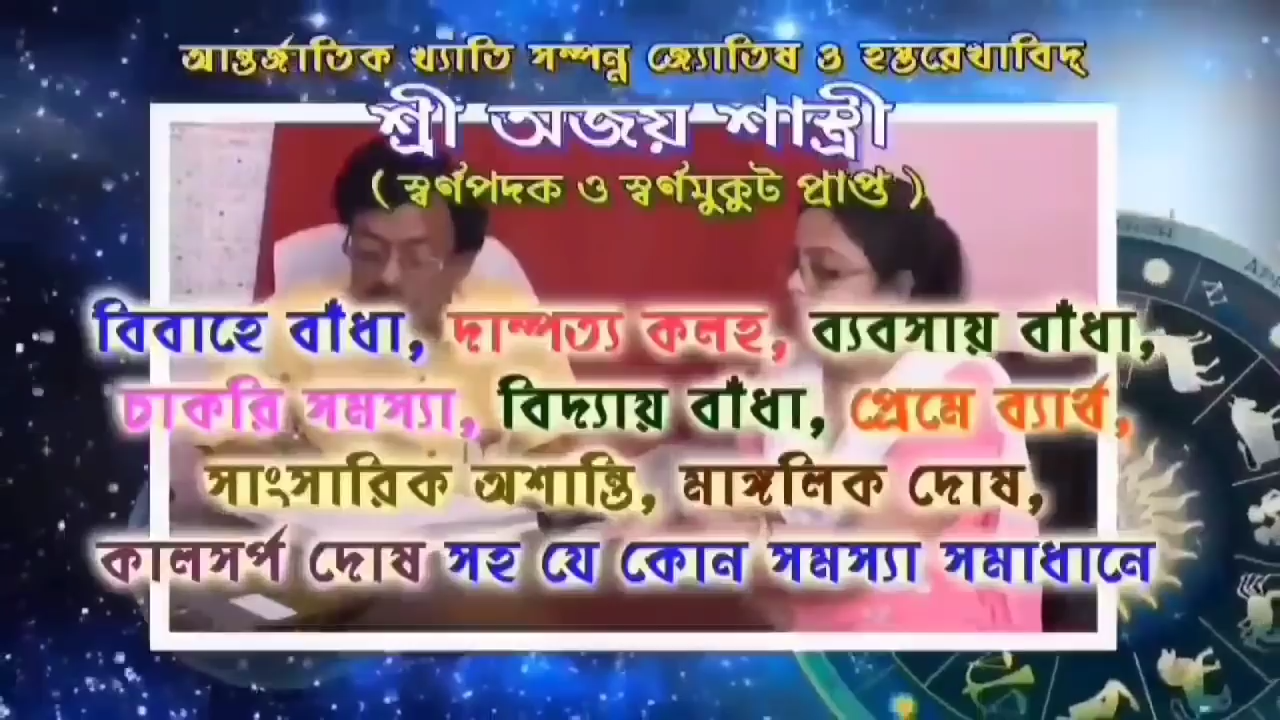 আন্তর্জাতিক খ্যাতি সম্পন্ন জ্যোতিষ ও হস্তরেখাবিদ্
শ্রী অজয় শাস্ত্রী
( স্বর্ণপদক ও স্বর্ণমুকুট প্রাপ্ত )
বিবাহে বাঁধা, দাম্পত্য কলহ, ব্যবসায় বাঁধা,
চাকরি সমস্যা, বিদ্যায় বাঁধা, প্রেমে ব্যার্থ,
সাংসারিক অশান্তি, মাঙ্গলিক দোষ,
কালসর্প দোষ সহ যে কোন সমস্যা সমাধানে